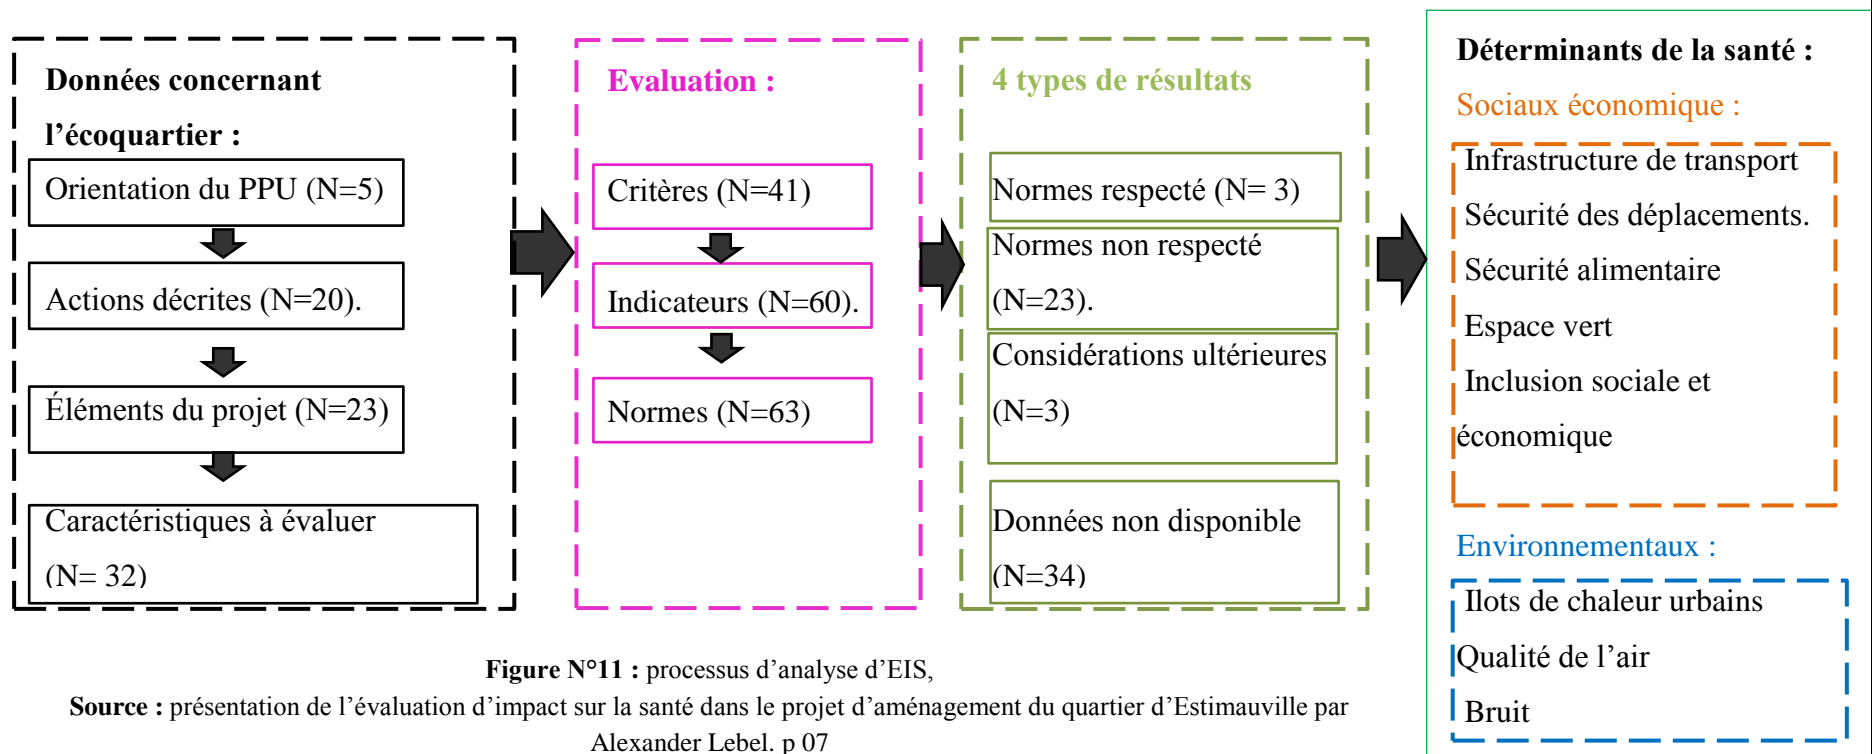 Données concernant
l’écoquartier :
Orientation du PPU (N=5)
Actions décrites (N=20).
Éléments du projet (N=23)
Caractéristiques à évaluer
(N= 32)
Evaluation :
Critères (N=41)
Indicateurs (N=60).
Normes (N=63)
4 types de résultats
Normes respecté (N= 3)
Normes non respecté
(N=23).
Considérations ultérieures
(N=3)
Données non disponible
(N=34)
Déterminants de la santé :
Sociaux économique :
Infrastructure de transport
Sécurité des déplacements.
Sécurité alimentaire
Espace vert
Inclusion sociale et
économique
Environnementaux :
Ilots de chaleur urbains
Qualité de l’air
Bruit
Figure N°11 : processus d’analyse d’EIS,
Source : présentation de l’évaluation d’impact sur la santé dans le projet d’aménagement du quartier d’Estimauville par
Alexander Lebel. p 07